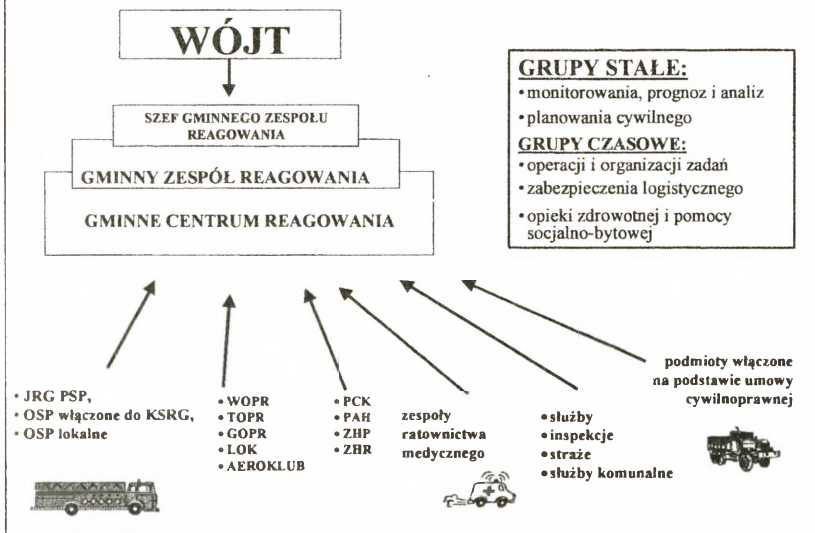 WÓJT
SZEF GMINNEGO ZESPOŁU
REAGOWANIA
GMINNY ZESPÓŁ REAGOWANIA
GMINNE CENTRUM REAGOWANIA
GRUPY STAŁE:
•monitorowania, prognoz i analiz
•planowania cywilnego
GRUPY CZASOWE:
•operacji i organizacji zadań
•zabezpieczenia logistycznego
•opieki zdrowotnej i pomocy
socjalno-bytowej
• JRG PSP,
• OSP włączone do KSRG,
• OSP lokalne
• WOPR
• TOPR
• GOPR
• LOK
• AEROKLUB
• PCK
• PAH
• ZHP
• ZHR
zespoły
ratownictwa
medycznego
•służby
•inspekcje
•straże
•służby komunalne
podmioty włączone
na podstawie umowy
cywilnoprawnej